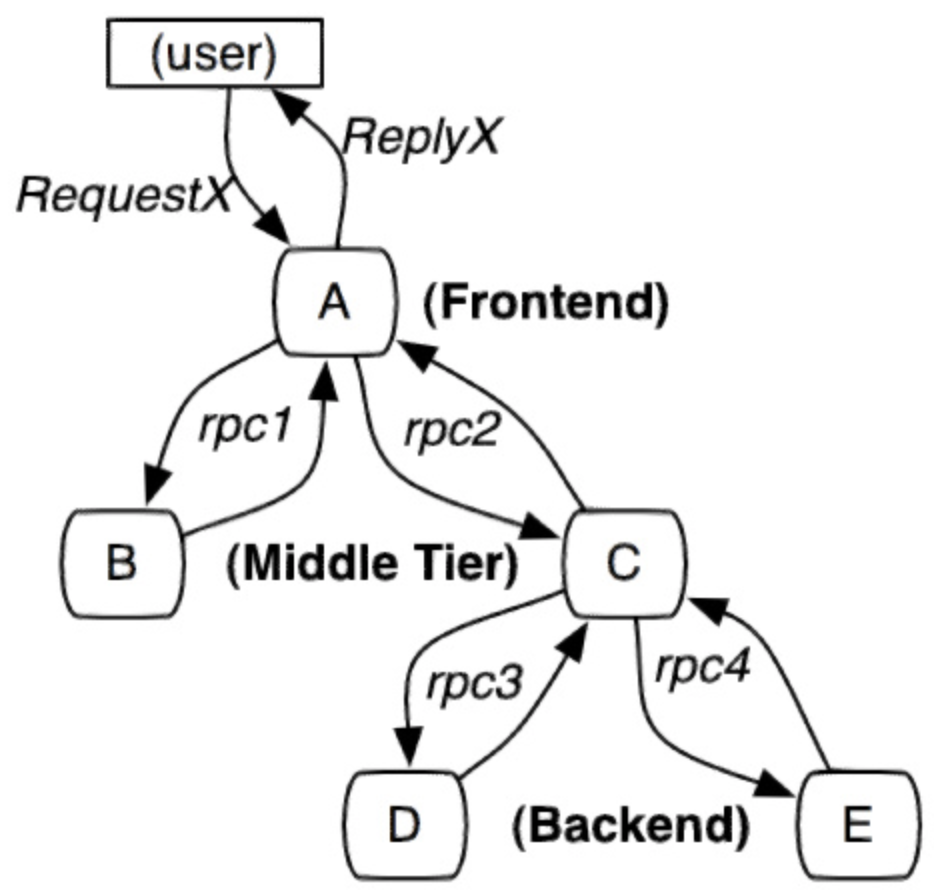 (user)
ReplyX
RequestX
A
(Frontend)
rpc1
rpc2
B
(Middle Tier)
C
rpc3
rpc4
D
(Backend)
E